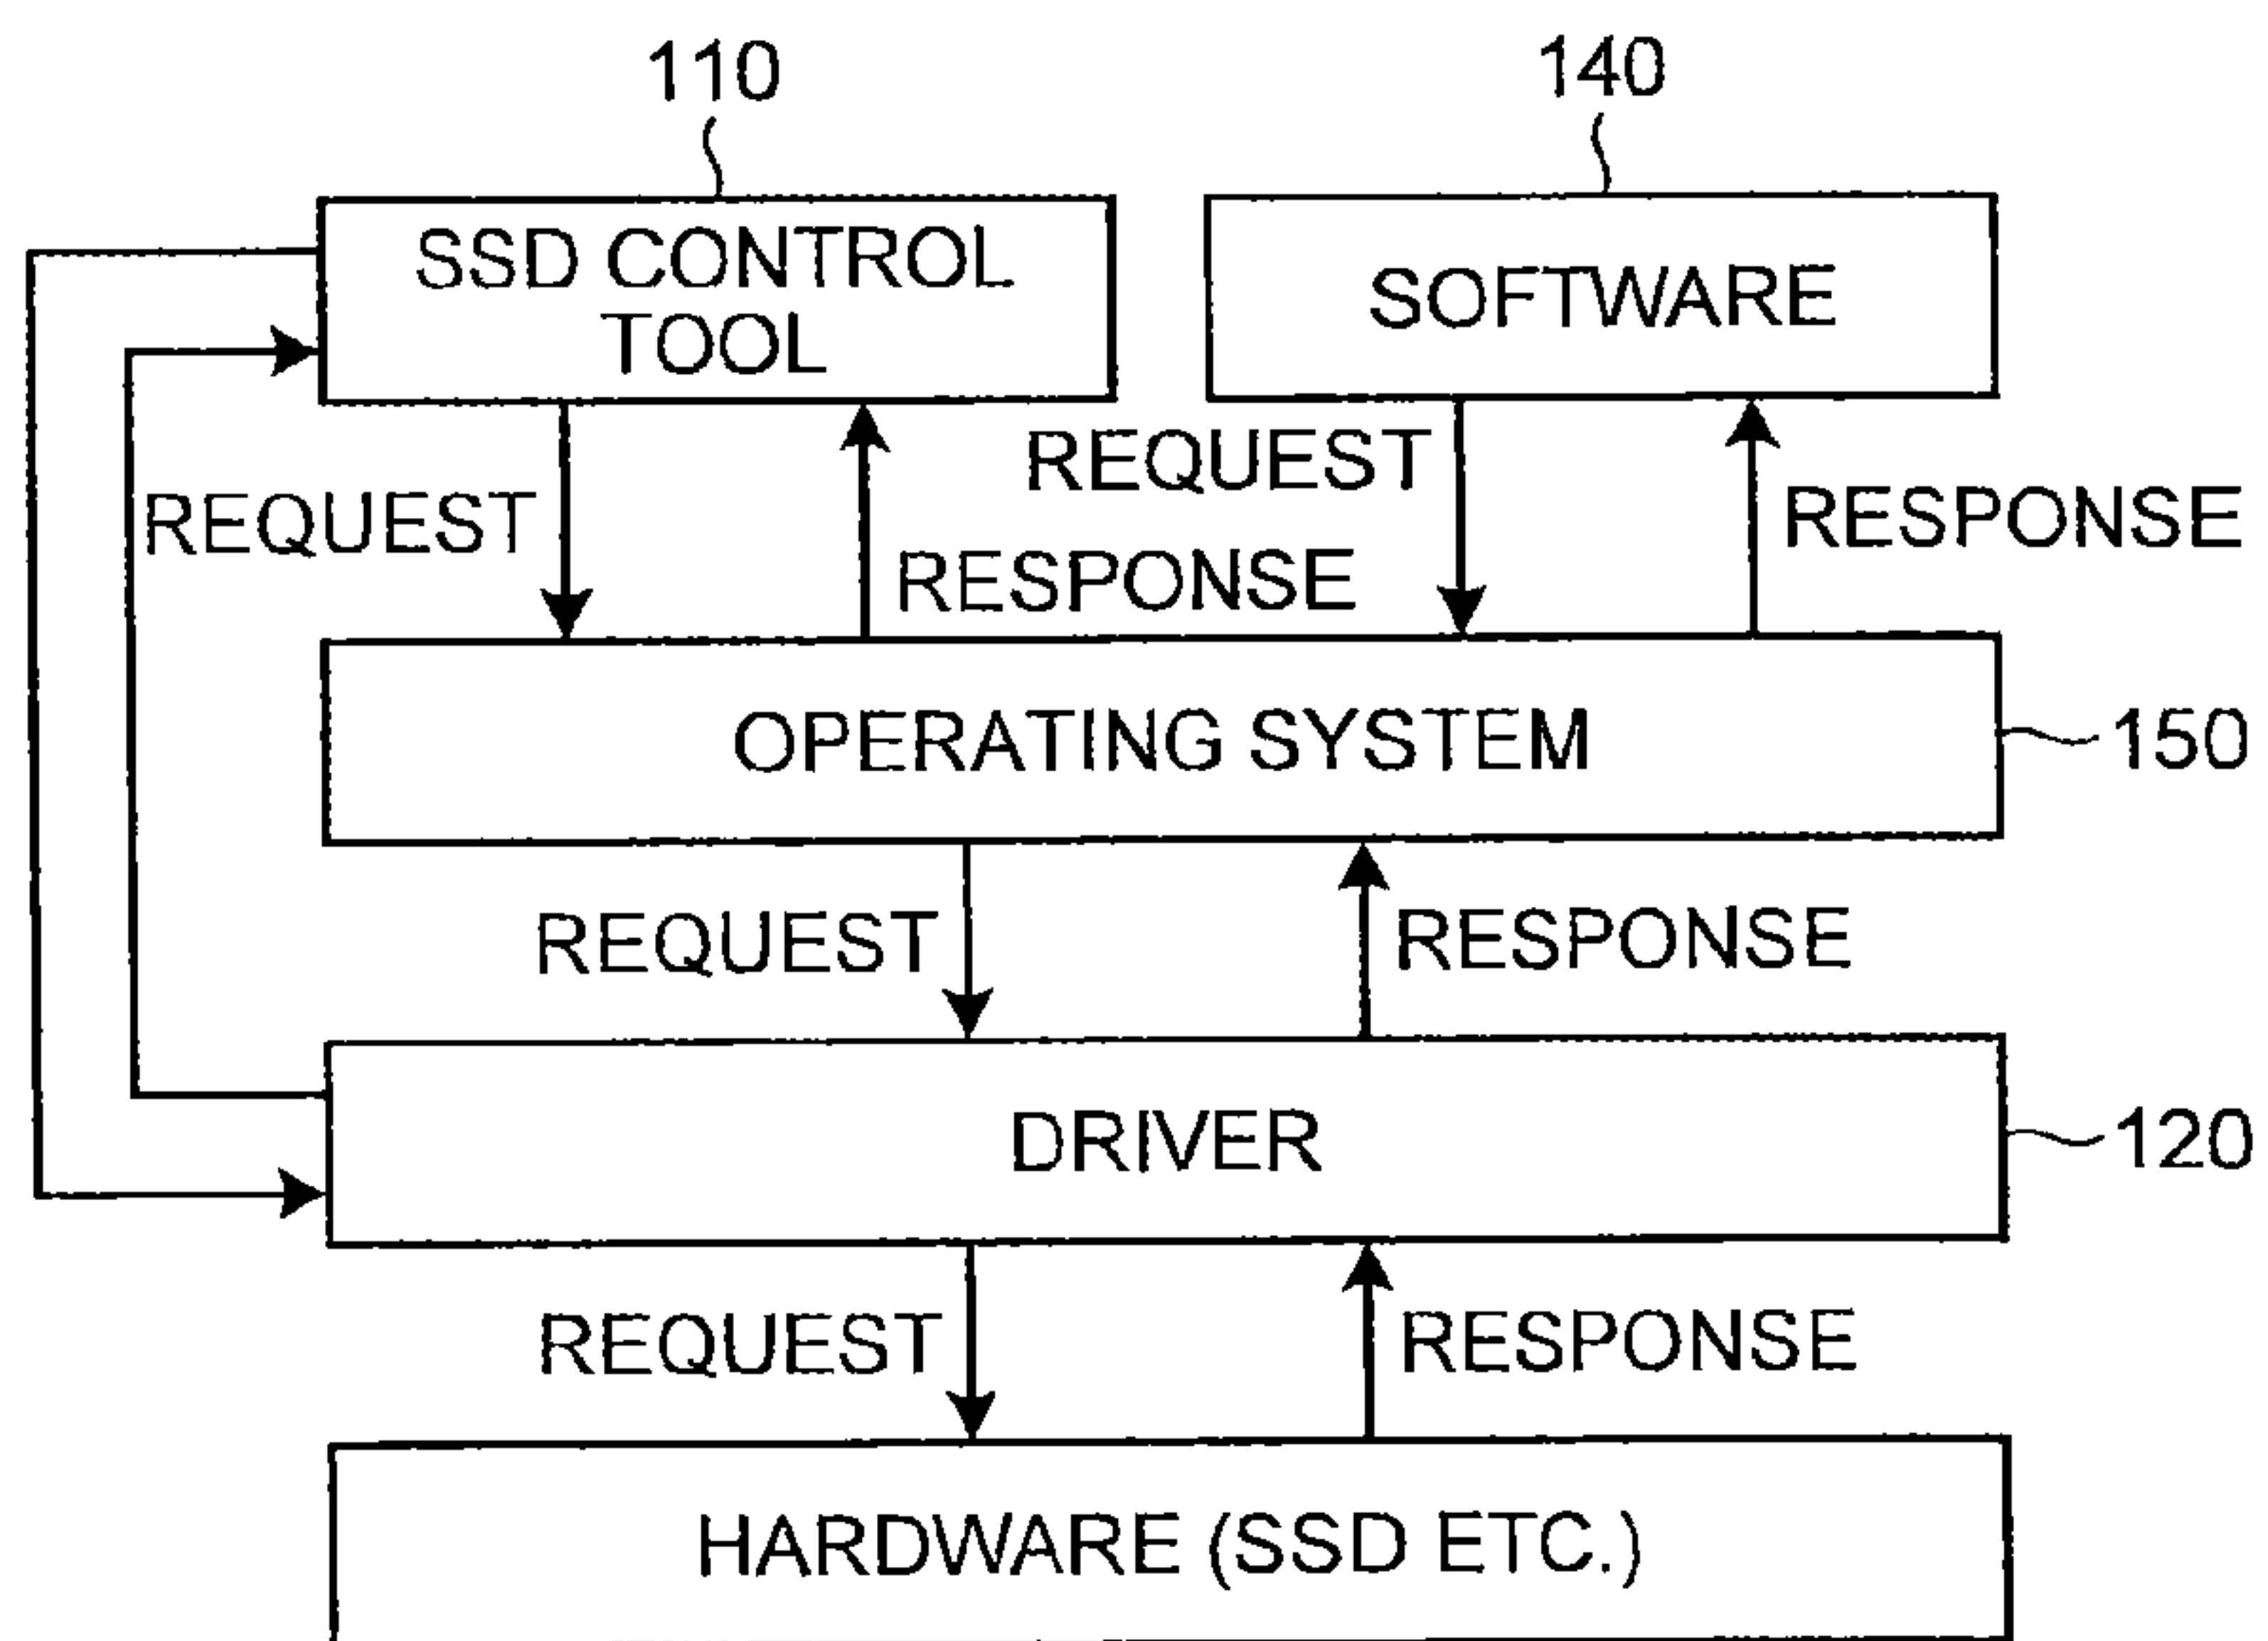 110
140
SSD CONTROL
TOOL
SOFTWARE
REQUEST
RESPONSE
REQUEST
RESPONSE
OPERATING SYSTEM
150
REQUEST
RESPONSE
DRIVER
120
REQUEST
RESPONSE
HARDWARE (SSD ETC.)